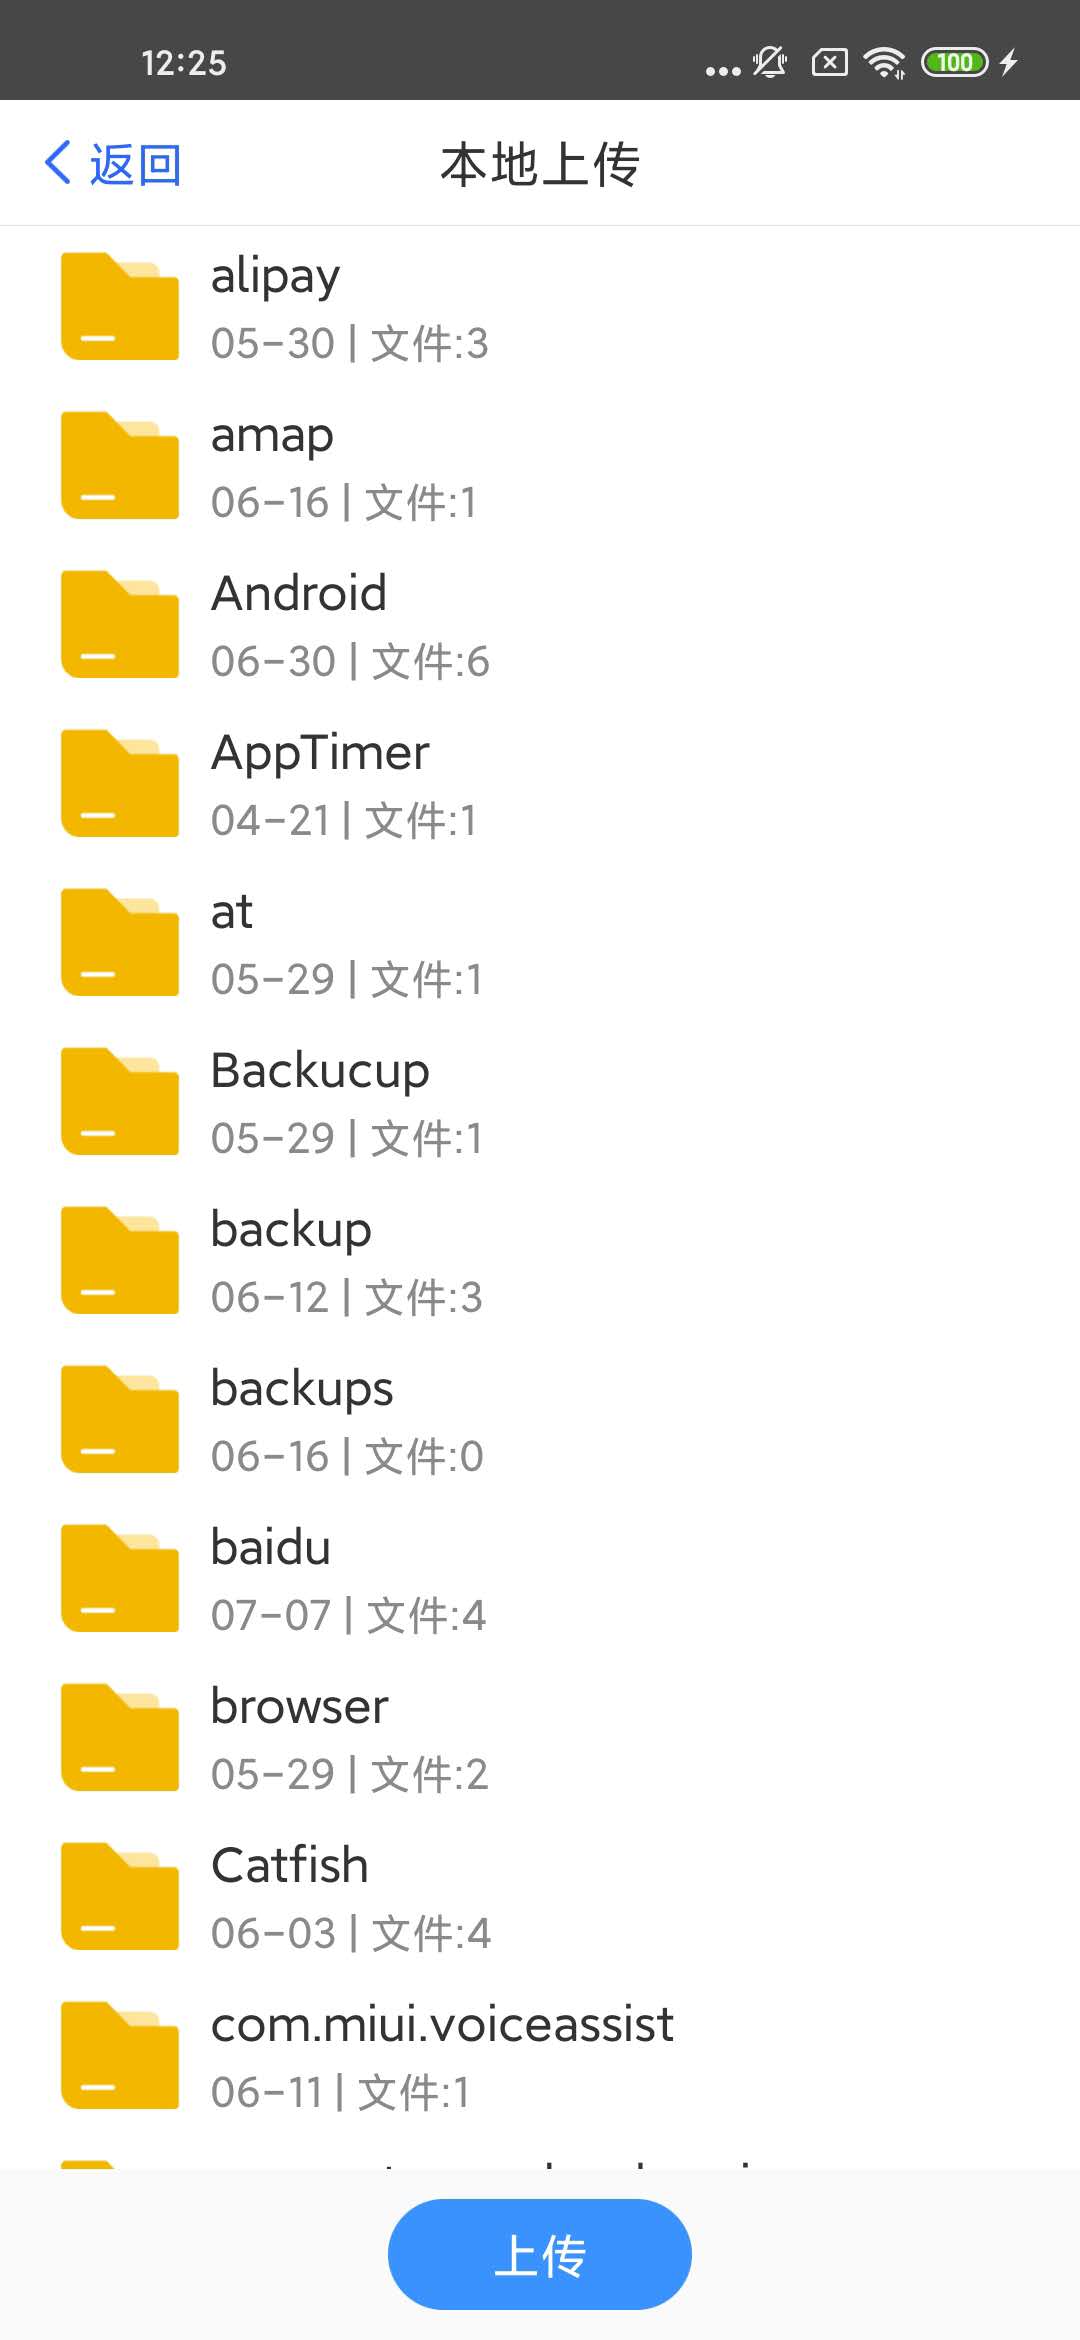 12:25
100
返回
本地上传
alipay
05-30 | 文件:3
amap
06-16 | 文件:1
Android
06-30 | 文件:6
AppTimer
04-21 | 文件:1
at
05-29 | 文件:1
Backucup
05-29 | 文件:1
backup
06-12 | 文件:3
backups
06-16 | 文件:0
baidu
07-07 | 文件:4
browser
05-29 | 文件:2
Catfish
06-03 | 文件:4
com.miui.voiceassist
06-11 | 文件:1
上传